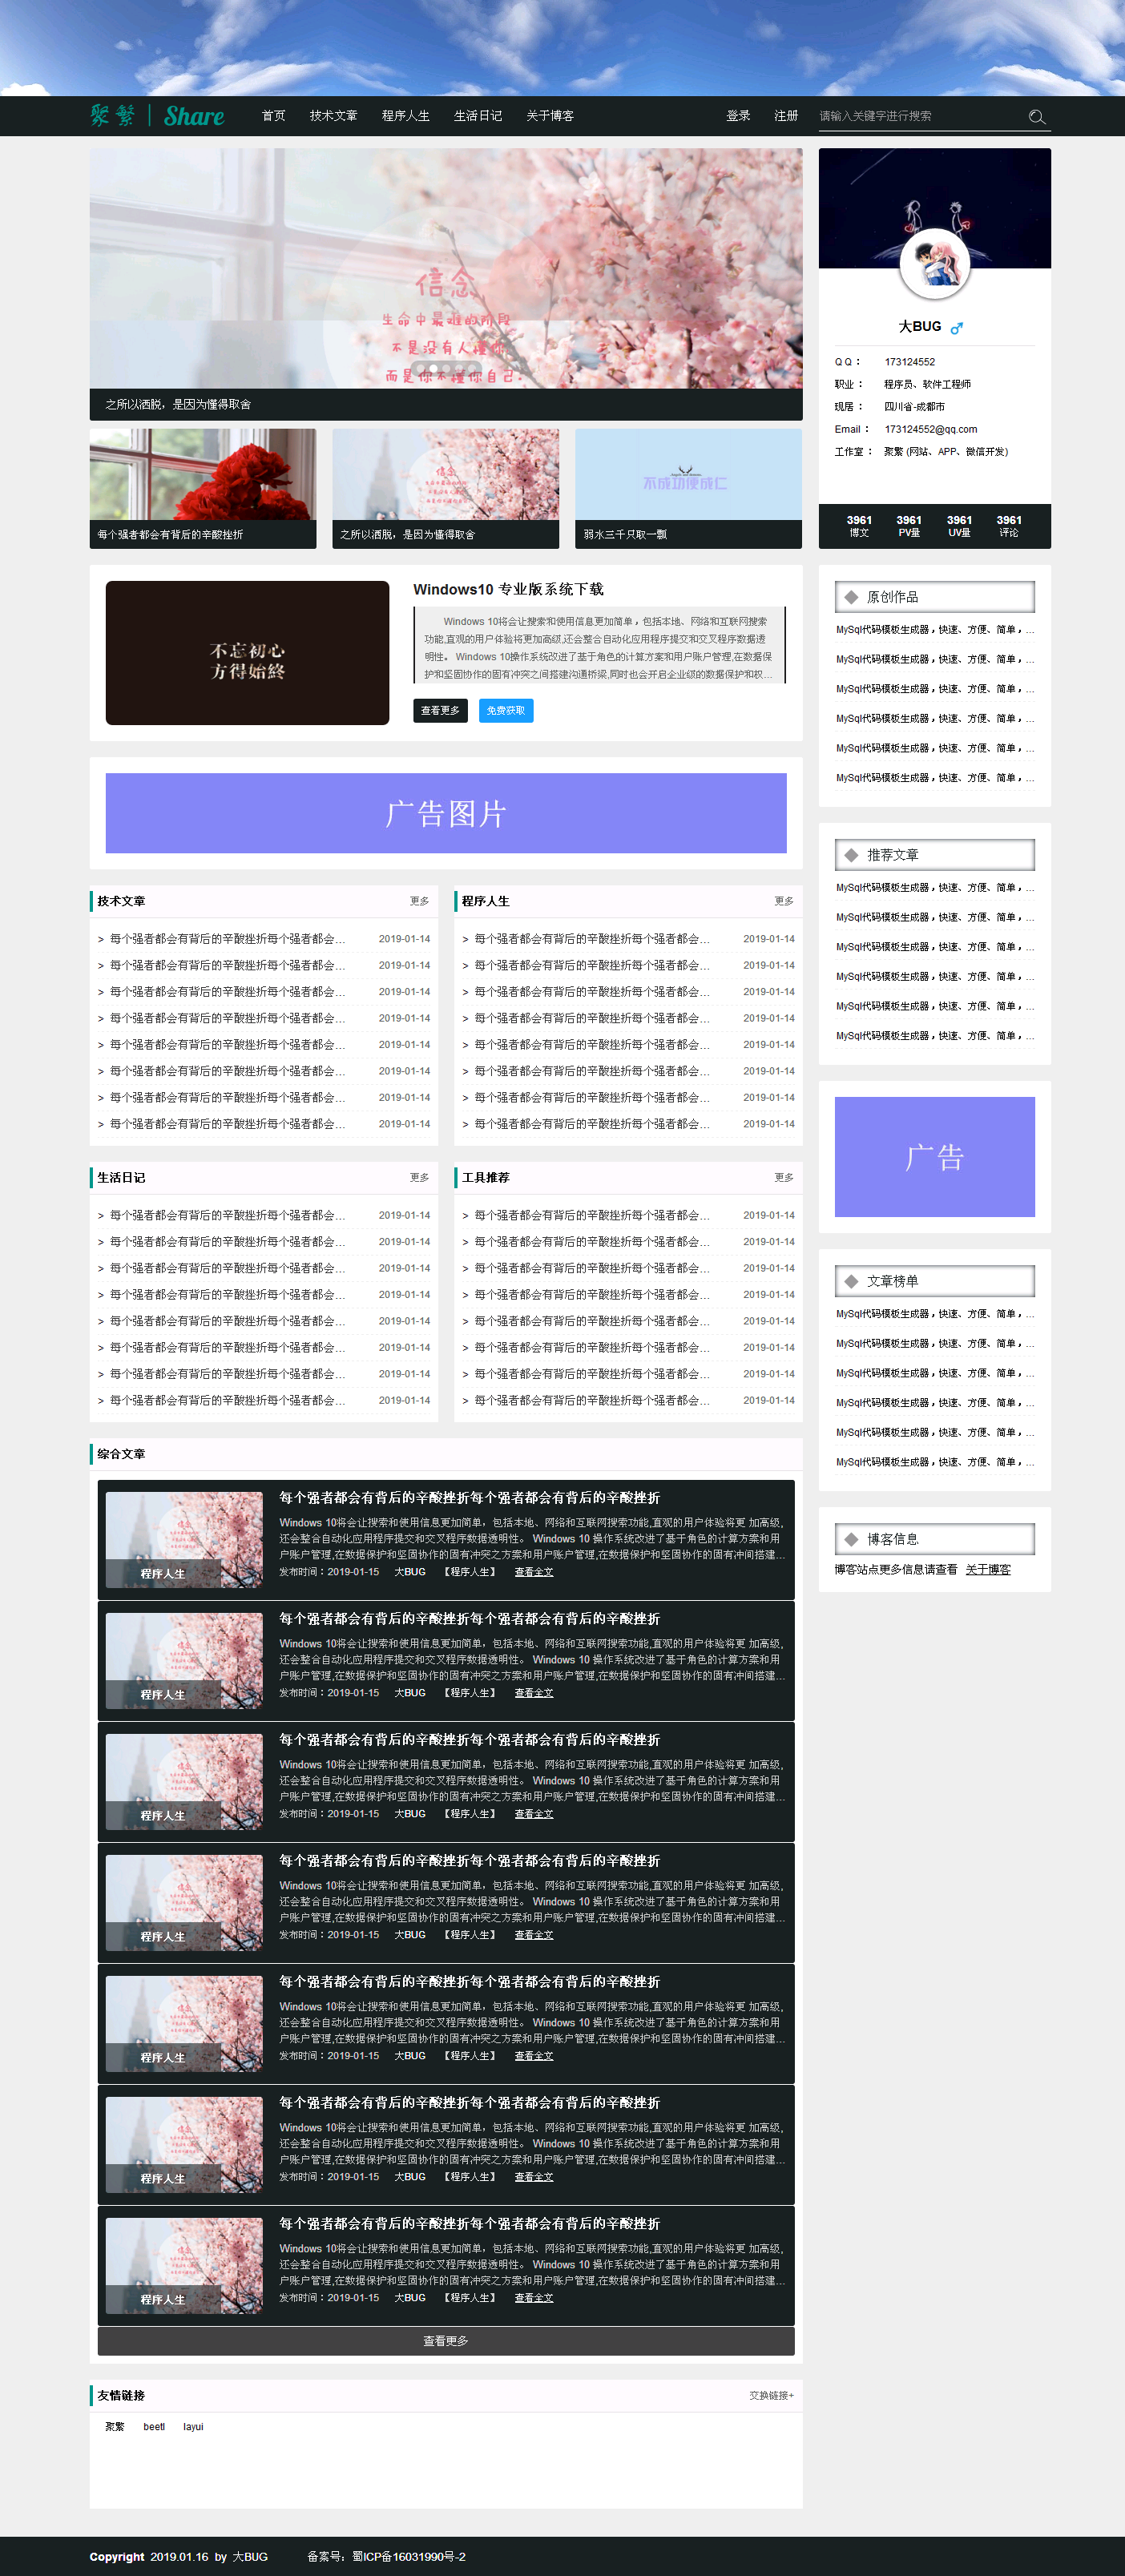 聚繁 | Share
首页 技术文章 程序人生 生活日记 关于博客 登录 注册 请输入关键字进行搜索
信念
生命中最难的阶段
不是没有人懂你
而是你不懂你自己。
之所以洒脱，是因为懂得取舍
每个强者都会有背后的辛酸挫折
之所以洒脱，是因为懂得取舍
不成功便成仁
弱水三千只取一瓢
大BUG
Q Q ： 173124552
职业 ： 程序员、软件工程师
现居 ： 四川省-成都市
Email ： 173124552@qq.com
工作室 ： 聚繁 (网站、APP、微信开发)
3961 3961 3961 3961
博文 PV量 UV量 评论
不忘初心
方得始终
Windows10 专业版系统下载
Windows 10将会让搜索和使用信息更加简单，包括本地、网络和互联网搜索
功能,直观的用户体验将更加高级,还会整合自动化应用程序提交和交叉程序数据透
明性。 Windows 10操作系统改进了基于角色的计算方案和用户账户管理,在数据保
护和坚固协作的固有冲突之间搭建沟通桥梁,同时也会开启企业级的数据保护和权...
查看更多 免费获取
广告图片
技术文章 更多
> 每个强者都会有背后的辛酸挫折每个强者都会... 2019-01-14
> 每个强者都会有背后的辛酸挫折每个强者都会... 2019-01-14
> 每个强者都会有背后的辛酸挫折每个强者都会... 2019-01-14
> 每个强者都会有背后的辛酸挫折每个强者都会... 2019-01-14
> 每个强者都会有背后的辛酸挫折每个强者都会... 2019-01-14
> 每个强者都会有背后的辛酸挫折每个强者都会... 2019-01-14
> 每个强者都会有背后的辛酸挫折每个强者都会... 2019-01-14
> 每个强者都会有背后的辛酸挫折每个强者都会... 2019-01-14
程序人生 更多
> 每个强者都会有背后的辛酸挫折每个强者都会... 2019-01-14
> 每个强者都会有背后的辛酸挫折每个强者都会... 2019-01-14
> 每个强者都会有背后的辛酸挫折每个强者都会... 2019-01-14
> 每个强者都会有背后的辛酸挫折每个强者都会... 2019-01-14
> 每个强者都会有背后的辛酸挫折每个强者都会... 2019-01-14
> 每个强者都会有背后的辛酸挫折每个强者都会... 2019-01-14
> 每个强者都会有背后的辛酸挫折每个强者都会... 2019-01-14
> 每个强者都会有背后的辛酸挫折每个强者都会... 2019-01-14
生活日记 更多
> 每个强者都会有背后的辛酸挫折每个强者都会... 2019-01-14
> 每个强者都会有背后的辛酸挫折每个强者都会... 2019-01-14
> 每个强者都会有背后的辛酸挫折每个强者都会... 2019-01-14
> 每个强者都会有背后的辛酸挫折每个强者都会... 2019-01-14
> 每个强者都会有背后的辛酸挫折每个强者都会... 2019-01-14
> 每个强者都会有背后的辛酸挫折每个强者都会... 2019-01-14
> 每个强者都会有背后的辛酸挫折每个强者都会... 2019-01-14
> 每个强者都会有背后的辛酸挫折每个强者都会... 2019-01-14
工具推荐 更多
> 每个强者都会有背后的辛酸挫折每个强者都会... 2019-01-14
> 每个强者都会有背后的辛酸挫折每个强者都会... 2019-01-14
> 每个强者都会有背后的辛酸挫折每个强者都会... 2019-01-14
> 每个强者都会有背后的辛酸挫折每个强者都会... 2019-01-14
> 每个强者都会有背后的辛酸挫折每个强者都会... 2019-01-14
> 每个强者都会有背后的辛酸挫折每个强者都会... 2019-01-14
> 每个强者都会有背后的辛酸挫折每个强者都会... 2019-01-14
> 每个强者都会有背后的辛酸挫折每个强者都会... 2019-01-14
综合文章
程序人生
每个强者都会有背后的辛酸挫折每个强者都会有背后的辛酸挫折
Windows 10将会让搜索和使用信息更加简单，包括本地、网络和互联网搜索功能,直观的用户体验将更 加高级,
还会整合自动化应用程序提交和交叉程序数据透明性。 Windows 10 操作系统改进了基于角色的计算方案和用
户账户管理,在数据保护和坚固协作的固有冲突之方案和用户账户管理,在数据保护和坚固协作的固有冲间搭建...
发布时间：2019-01-15 大BUG 【程序人生】 查看全文
程序人生
每个强者都会有背后的辛酸挫折每个强者都会有背后的辛酸挫折
Windows 10将会让搜索和使用信息更加简单，包括本地、网络和互联网搜索功能,直观的用户体验将更 加高级,
还会整合自动化应用程序提交和交叉程序数据透明性。 Windows 10 操作系统改进了基于角色的计算方案和用
户账户管理,在数据保护和坚固协作的固有冲突之方案和用户账户管理,在数据保护和坚固协作的固有冲间搭建...
发布时间：2019-01-15 大BUG 【程序人生】 查看全文
程序人生
每个强者都会有背后的辛酸挫折每个强者都会有背后的辛酸挫折
Windows 10将会让搜索和使用信息更加简单，包括本地、网络和互联网搜索功能,直观的用户体验将更 加高级,
还会整合自动化应用程序提交和交叉程序数据透明性。 Windows 10 操作系统改进了基于角色的计算方案和用
户账户管理,在数据保护和坚固协作的固有冲突之方案和用户账户管理,在数据保护和坚固协作的固有冲间搭建...
发布时间：2019-01-15 大BUG 【程序人生】 查看全文
程序人生
每个强者都会有背后的辛酸挫折每个强者都会有背后的辛酸挫折
Windows 10将会让搜索和使用信息更加简单，包括本地、网络和互联网搜索功能,直观的用户体验将更 加高级,
还会整合自动化应用程序提交和交叉程序数据透明性。 Windows 10 操作系统改进了基于角色的计算方案和用
户账户管理,在数据保护和坚固协作的固有冲突之方案和用户账户管理,在数据保护和坚固协作的固有冲间搭建...
发布时间：2019-01-15 大BUG 【程序人生】 查看全文
程序人生
每个强者都会有背后的辛酸挫折每个强者都会有背后的辛酸挫折
Windows 10将会让搜索和使用信息更加简单，包括本地、网络和互联网搜索功能,直观的用户体验将更 加高级,
还会整合自动化应用程序提交和交叉程序数据透明性。 Windows 10 操作系统改进了基于角色的计算方案和用
户账户管理,在数据保护和坚固协作的固有冲突之方案和用户账户管理,在数据保护和坚固协作的固有冲间搭建...
发布时间：2019-01-15 大BUG 【程序人生】 查看全文
程序人生
每个强者都会有背后的辛酸挫折每个强者都会有背后的辛酸挫折
Windows 10将会让搜索和使用信息更加简单，包括本地、网络和互联网搜索功能,直观的用户体验将更 加高级,
还会整合自动化应用程序提交和交叉程序数据透明性。 Windows 10 操作系统改进了基于角色的计算方案和用
户账户管理,在数据保护和坚固协作的固有冲突之方案和用户账户管理,在数据保护和坚固协作的固有冲间搭建...
发布时间：2019-01-15 大BUG 【程序人生】 查看全文
程序人生
每个强者都会有背后的辛酸挫折每个强者都会有背后的辛酸挫折
Windows 10将会让搜索和使用信息更加简单，包括本地、网络和互联网搜索功能,直观的用户体验将更 加高级,
还会整合自动化应用程序提交和交叉程序数据透明性。 Windows 10 操作系统改进了基于角色的计算方案和用
户账户管理,在数据保护和坚固协作的固有冲突之方案和用户账户管理,在数据保护和坚固协作的固有冲间搭建...
发布时间：2019-01-15 大BUG 【程序人生】 查看全文
查看更多
友情链接 交换链接+
聚繁 beetl layui
原创作品
MySql代码模板生成器，快速、方便、简单，...
MySql代码模板生成器，快速、方便、简单，...
MySql代码模板生成器，快速、方便、简单，...
MySql代码模板生成器，快速、方便、简单，...
MySql代码模板生成器，快速、方便、简单，...
MySql代码模板生成器，快速、方便、简单，...
推荐文章
MySql代码模板生成器，快速、方便、简单，...
MySql代码模板生成器，快速、方便、简单，...
MySql代码模板生成器，快速、方便、简单，...
MySql代码模板生成器，快速、方便、简单，...
MySql代码模板生成器，快速、方便、简单，...
MySql代码模板生成器，快速、方便、简单，...
广告
文章榜单
MySql代码模板生成器，快速、方便、简单，...
MySql代码模板生成器，快速、方便、简单，...
MySql代码模板生成器，快速、方便、简单，...
MySql代码模板生成器，快速、方便、简单，...
MySql代码模板生成器，快速、方便、简单，...
MySql代码模板生成器，快速、方便、简单，...
博客信息
博客站点更多信息请查看 关于博客
Copyright 2019.01.16 by 大BUG 备案号：蜀ICP备16031990号-2